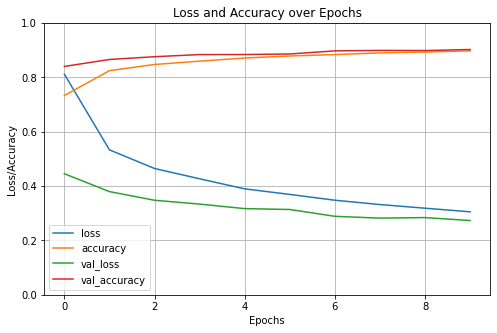 Loss and Accuracy over Epochs
Loss/Accuracy
1.0
0.8
0.6
0.4
0.2
0.0
loss
accuracy
val_loss
val_accuracy
0 2 4 6 8
Epochs